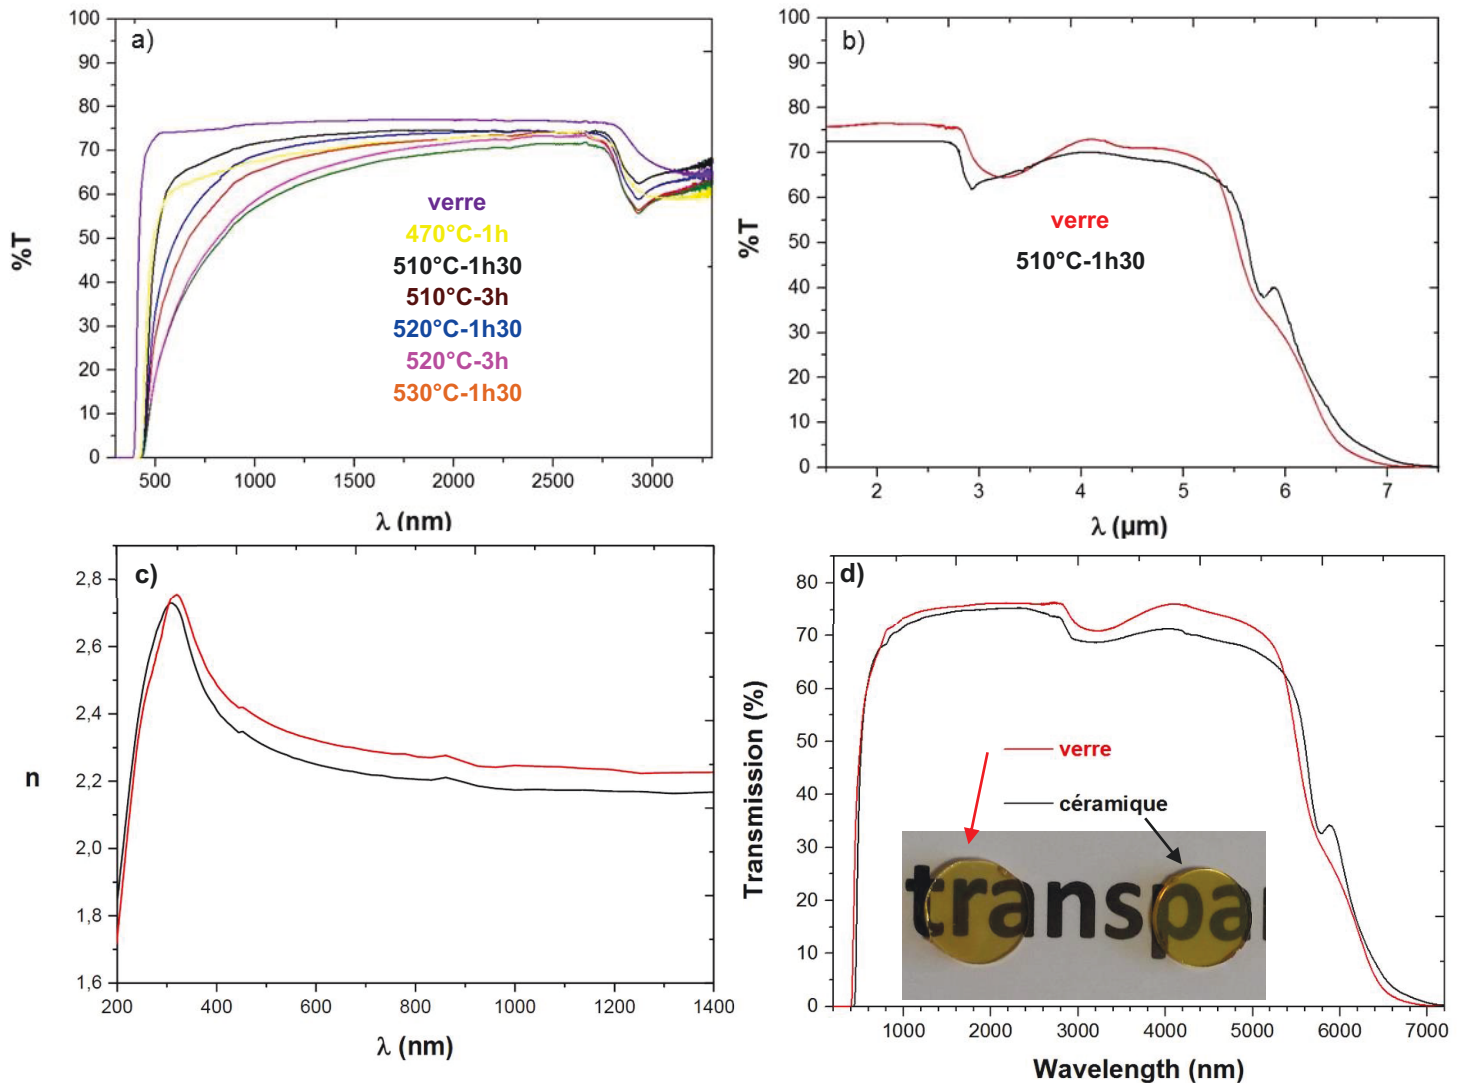 a)
100
90
80
70
60
50
40
30
20
10
0
%T
verre
470°C-1h
510°C-1h30
510°C-3h
520°C-1h30
520°C-3h
530°C-1h30
500 1000 1500 2000 2500 3000
λ (nm)
b)
100
90
80
70
60
50
40
30
20
10
0
%T
verre
510°C-1h30
2 3 4 5 6 7
λ (µm)
c)
2,8
2,6
2,4
2,2
2,0
1,8
1,6
n
200 400 600 800 1000 1200 1400
λ (nm)
d)
80
70
60
50
40
30
20
10
0
Transmission (%)
verre
céramique
transpa
1000 2000 3000 4000 5000 6000 7000
Wavelength (nm)